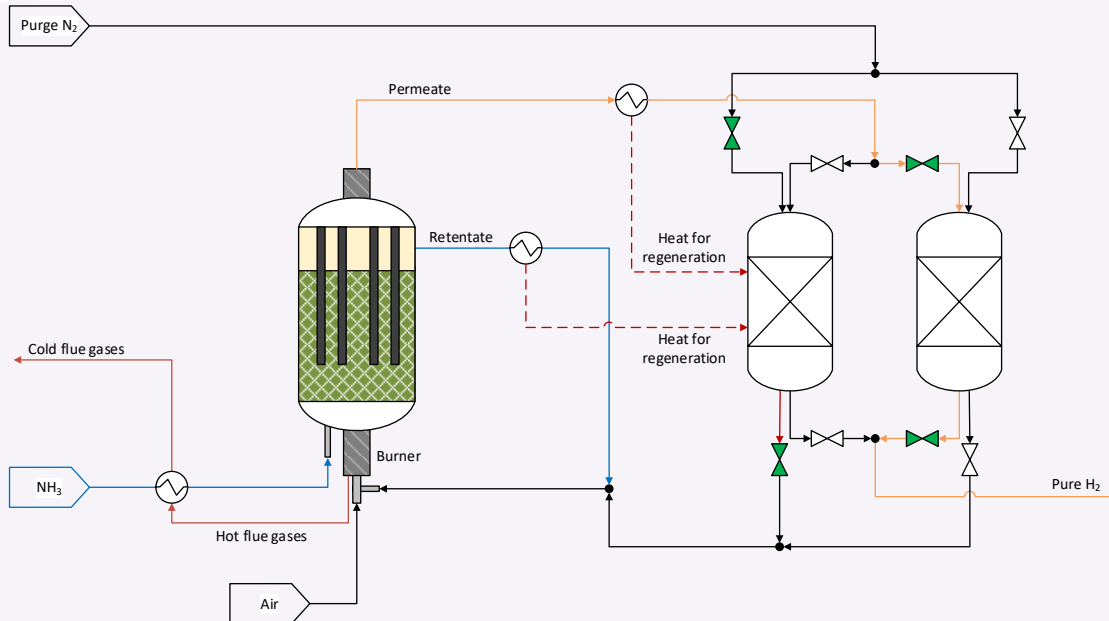 Purge N₂
Permeate
Retentate
Heat for
regeneration
Heat for
regeneration
Cold flue gases
Burner
NH₃
Pure H₂
Hot flue gases
Air